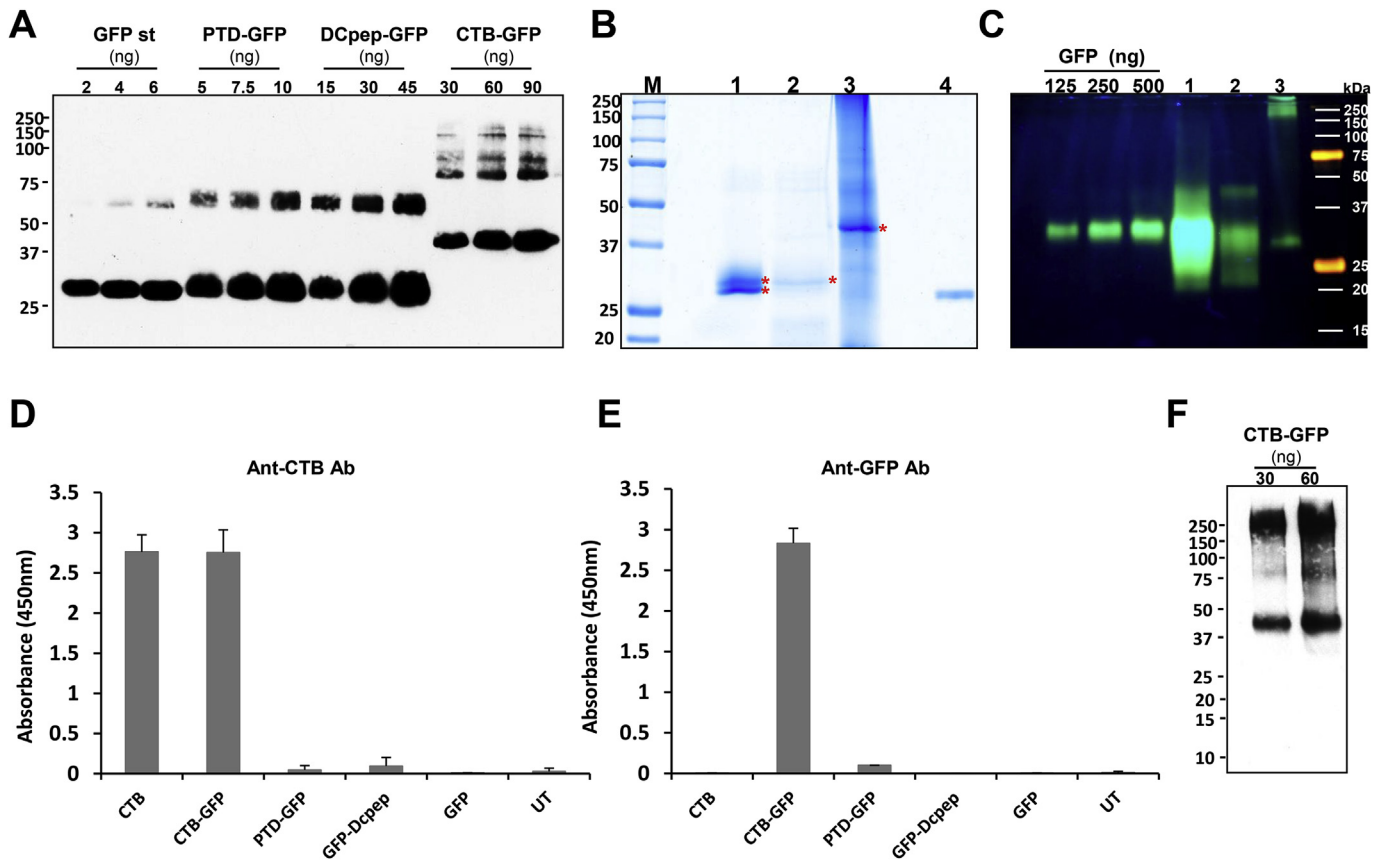 A
GFP st
(ng)
2 4 6
PTD-GFP
(ng)
5 7.5 10
DCpep-GFP
(ng)
15 30 45
CTB-GFP
(ng)
30 60 90
250
150
100
75
50
37
25
B
M 1 2 3 4
250
150
100
75
50
37
25
20
*
*
*
*
C
GFP (ng)
125 250 500 1 2 3
kDa
250
150
100
75
50
37
25
20
15
D
Ant-CTB Ab
Absorbance (450nm)
3.5
3
2.5
2
1.5
1
0.5
0
CTB
CTB-GFP
PTD-GFP
GFP-Dcpep
GFP
UT
E
Ant-GFP Ab
Absorbance (450nm)
3.5
3
2.5
2
1.5
1
0.5
0
CTB
CTB-GFP
PTD-GFP
GFP-Dcpep
GFP
UT
F
CTB-GFP
(ng)
30 60
250
150
100
75
50
37
25
20
15
10